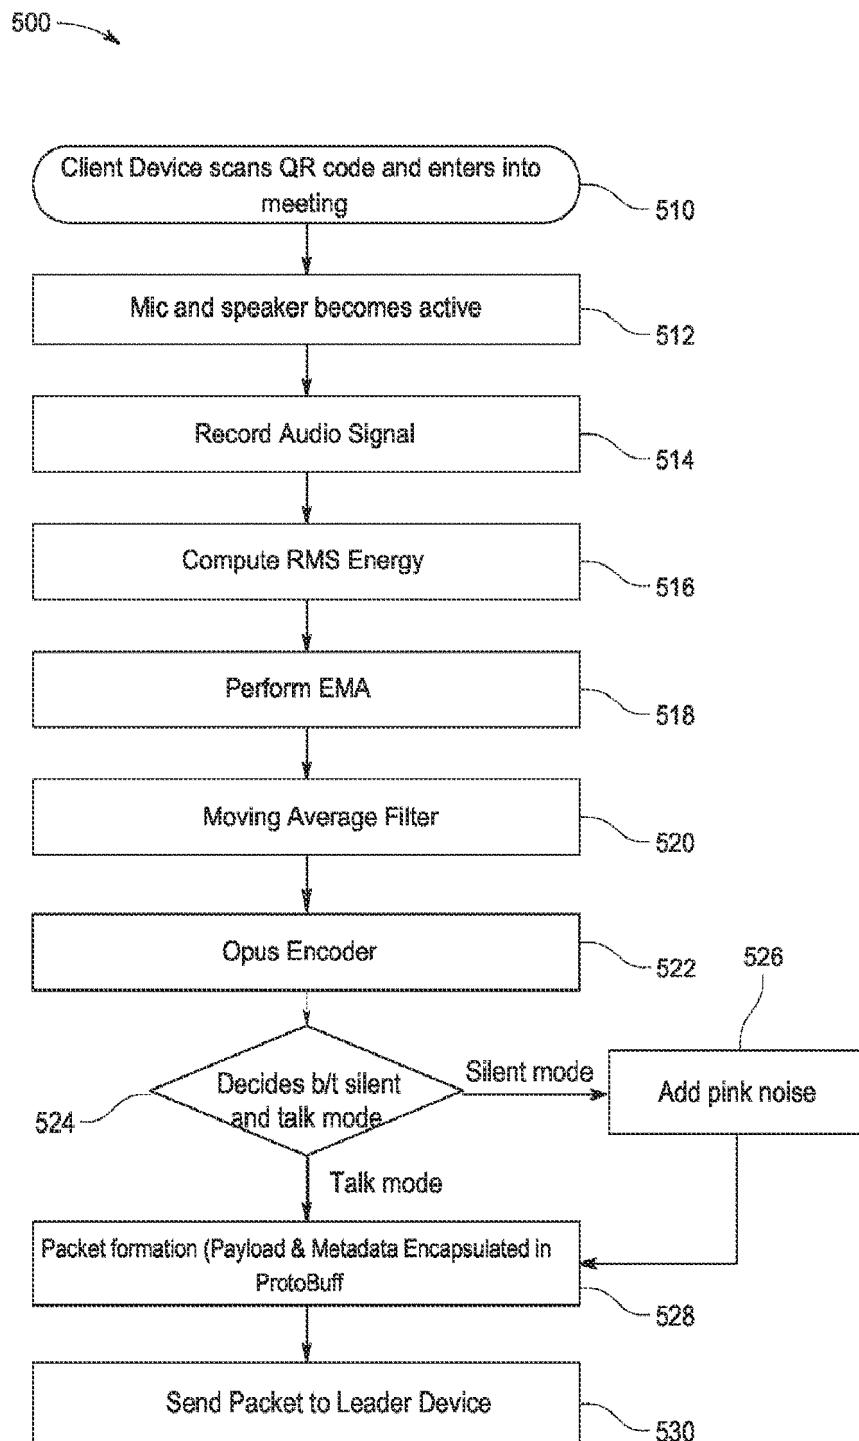 500
Client Device scans QR code and enters into
meeting
510
Mic and speaker becomes active
512
Record Audio Signal
514
Compute RMS Energy
516
Perform EMA
518
Moving Average Filter
520
Opus Encoder
522
526
Decides b/t silent
and talk mode
524
Silent mode
Add pink noise
Talk mode
Packet formation (Payload & Metadata Encapsulated in
ProtoBuff
528
Send Packet to Leader Device
530